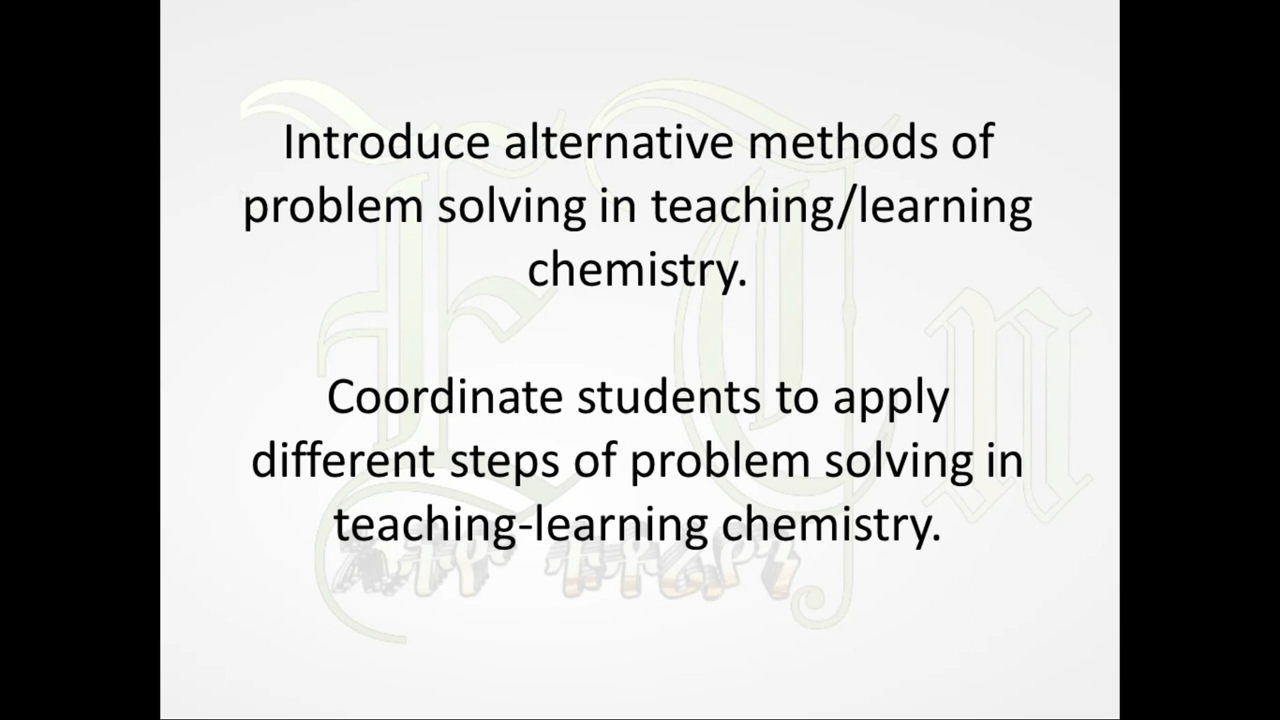 Introduce alternative methods of
problem solving in teaching/learning
chemistry.
Coordinate students to apply
different steps of problem solving in
teaching-learning chemistry.